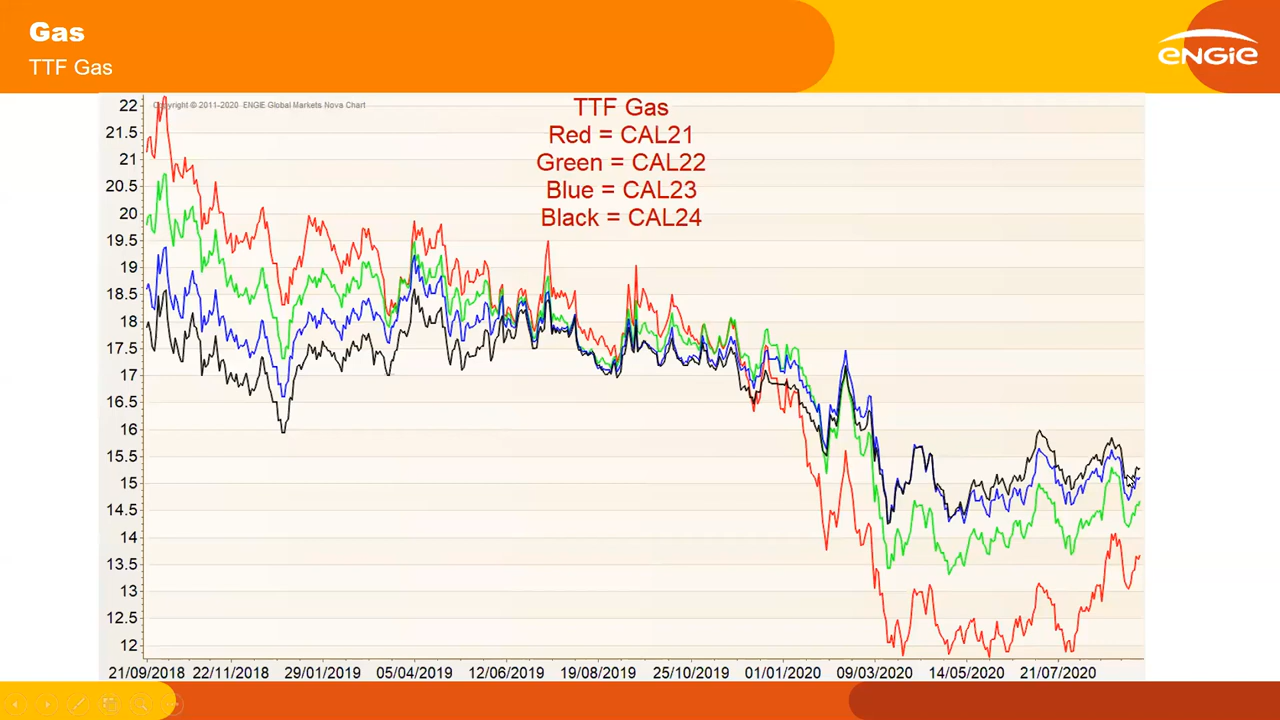 Gas
TTF Gas
ENGIE
Copyright © 2011-2020 ENGIE Global Markets Nova Chart
TTF Gas
Red = CAL21
Green = CAL22
Blue = CAL23
Black = CAL24
22
21.5
21
20.5
20
19.5
19
18.5
18
17.5
17
16.5
16
15.5
15
14.5
14
13.5
13
12.5
12
21/09/2018 22/11/2018 29/01/2019 05/04/2019 12/06/2019 19/08/2019 25/10/2019 01/01/2020 09/03/2020 14/05/2020 21/07/2020